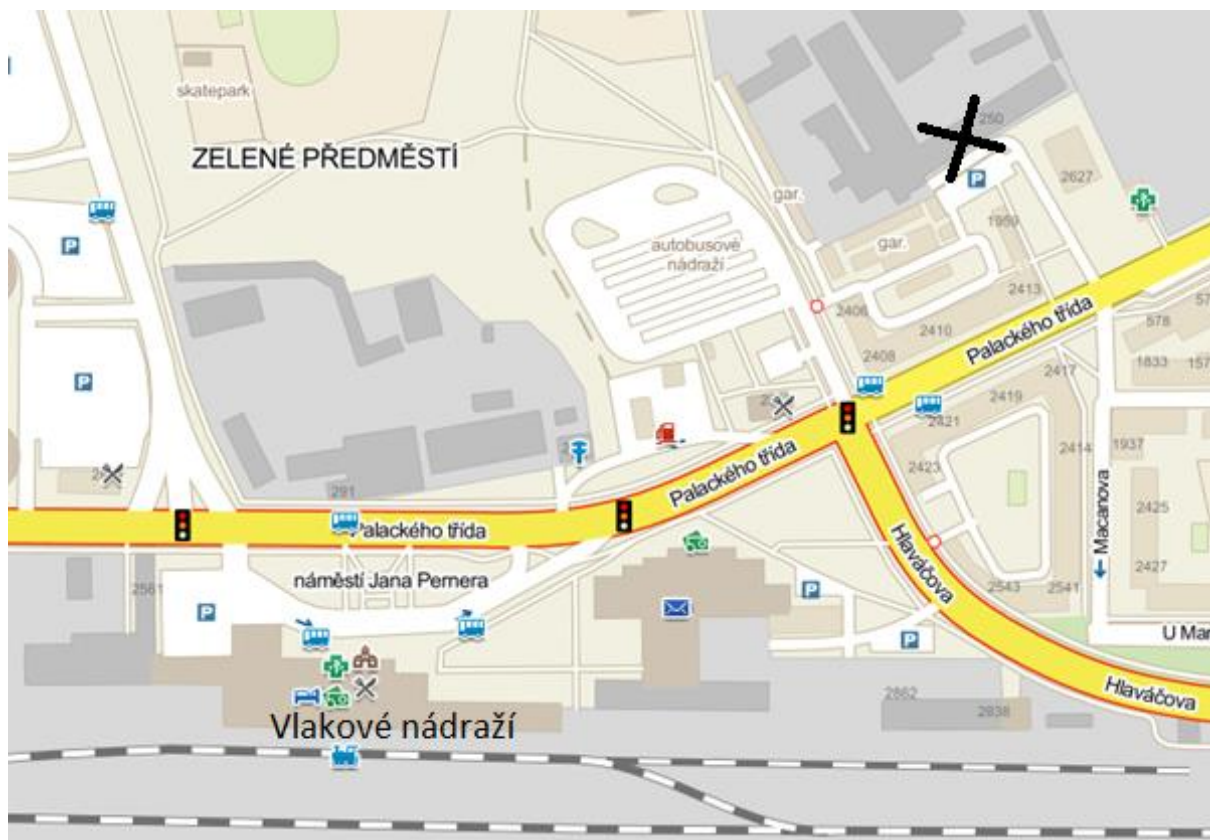 skatepark
ZELENÉ PŘEDMĚSTÍ
P
250
P
2627
gar.
gar.
1959
autobusové
nádraží
2413
2406
2410
2408
Palackého třída
578
1833
2417
2419
2421
2414
1937
2423
P
291
Palackého třída
Palackého třída
Macanova
2425
2427
2543
2541
Hlaváčova
náměstí Jana Pernera
2561
P
P
P
U Mar
2862
2938
Hlaváčova
Vlakové nádraží